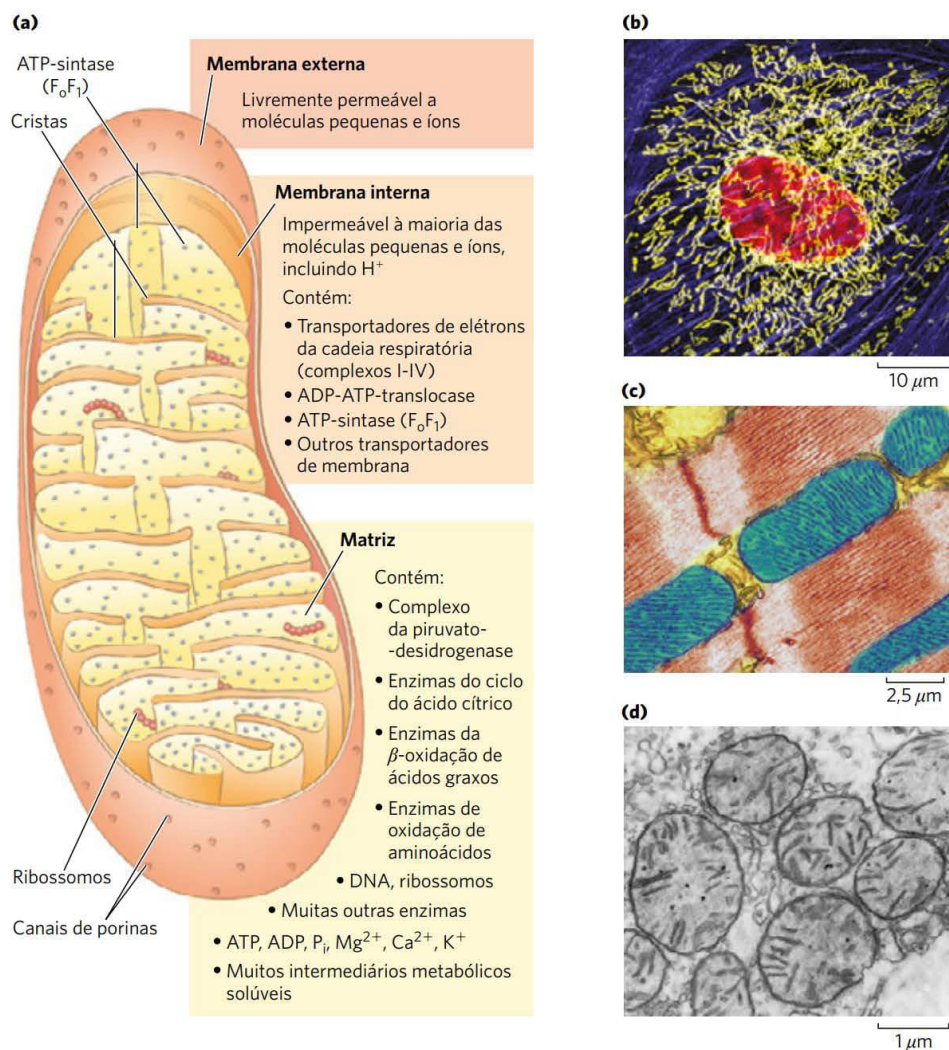 (a)
ATP-sintase
(FₒF₁)
Cristas
Membrana externa
Livremente permeável a
moléculas pequenas e íons
Membrana interna
Impermeável à maioria das
moléculas pequenas e íons,
incluindo H⁺
Contém:
• Transportadores de elétrons
da cadeia respiratória
(complexos I-IV)
• ADP-ATP-translocase
• ATP-sintase (FₒF₁)
• Outros transportadores
de membrana
Matriz
Contém:
• Complexo
da piruvato-
-desidrogenase
• Enzimas do ciclo
do ácido cítrico
• Enzimas da
β-oxidação de
ácidos graxos
• Enzimas de
oxidação de
aminoácidos
• DNA, ribossomos
• Muitas outras enzimas
• ATP, ADP, Pᵢ, Mg²⁺, Ca²⁺, K⁺
• Muitos intermediários metabólicos
solúveis
Ribossomos
Canais de porinas
(b)
10 μm
(c)
2,5 μm
(d)
1 μm